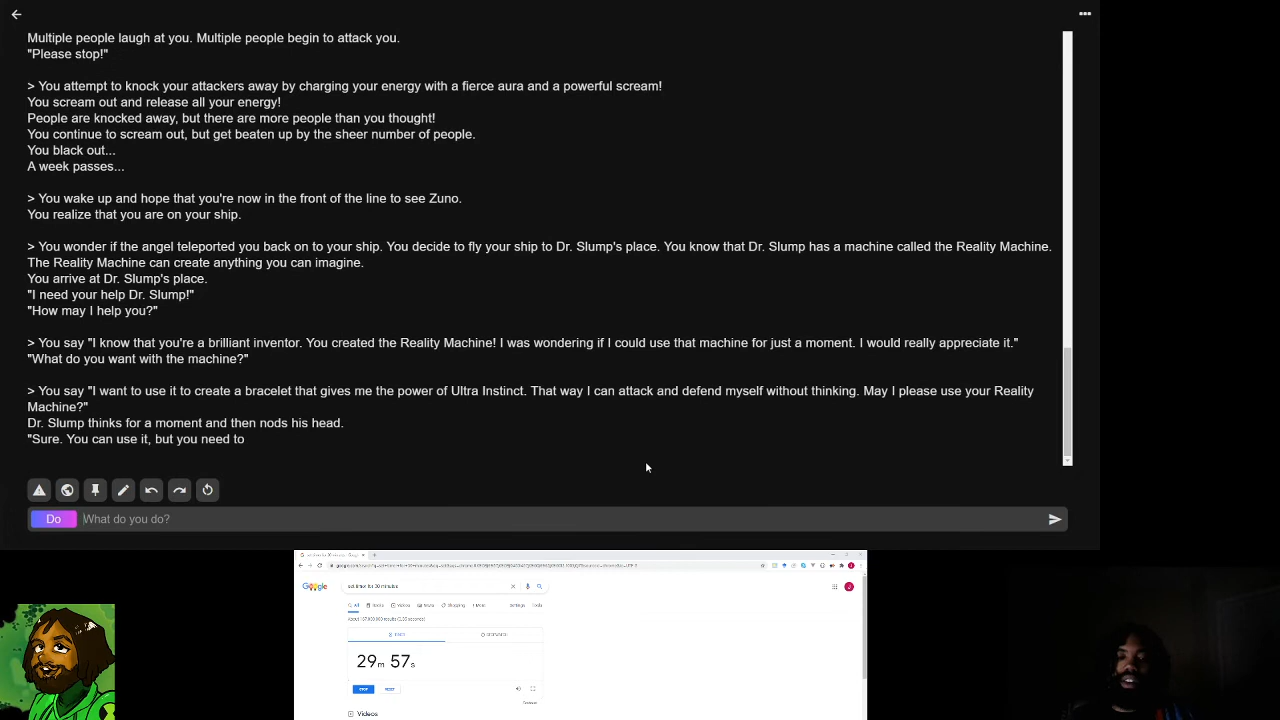 Multiple people laugh at you. Multiple people begin to attack you.
"Please stop!"
> You attempt to knock your attackers away by charging your energy with a fierce aura and a powerful scream!
You scream out and release all your energy!
People are knocked away, but there are more people than you thought!
You continue to scream out, but get beaten up by the sheer number of people.
You black out...
A week passes...
> You wake up and hope that you're now in the front of the line to see Zuno.
You realize that you are on your ship.
> You wonder if the angel teleported you back on to your ship. You decide to fly your ship to Dr. Slump's place. You know that Dr. Slump has a machine called the Reality Machine.
The Reality Machine can create anything you can imagine.
You arrive at Dr. Slump's place.
"I need your help Dr. Slump!"
"How may I help you?"
> You say "I know that you're a brilliant inventor. You created the Reality Machine! I was wondering if I could use that machine for just a moment. I would really appreciate it."
"What do you want with the machine?"
> You say "I want to use it to create a bracelet that gives me the power of Ultra Instinct. That way I can attack and defend myself without thinking. May I please use your Reality
Machine?"
Dr. Slump thinks for a moment and then nods his head.
"Sure. You can use it, but you need to
Do What do you do?
Google
All Videos Shopping More Settings Tools
29m 57s
STOP RESET
Videos